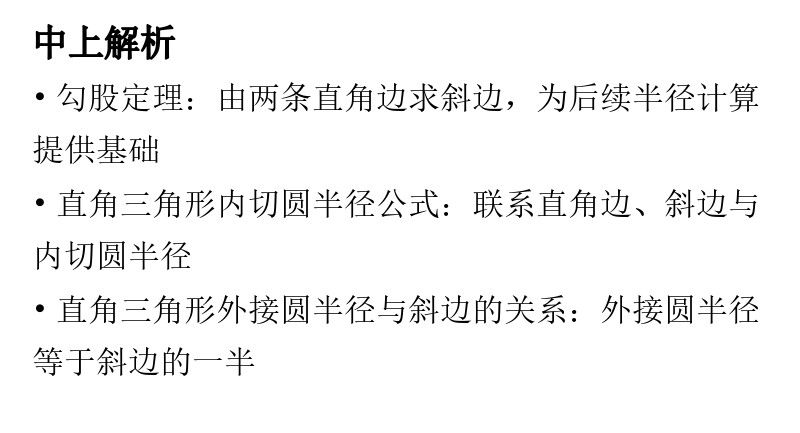 中上解析
• 勾股定理：由两条直角边求斜边，为后续半径计算
提供基础
• 直角三角形内切圆半径公式：联系直角边、斜边与
内切圆半径
• 直角三角形外接圆半径与斜边的关系：外接圆半径
等于斜边的一半